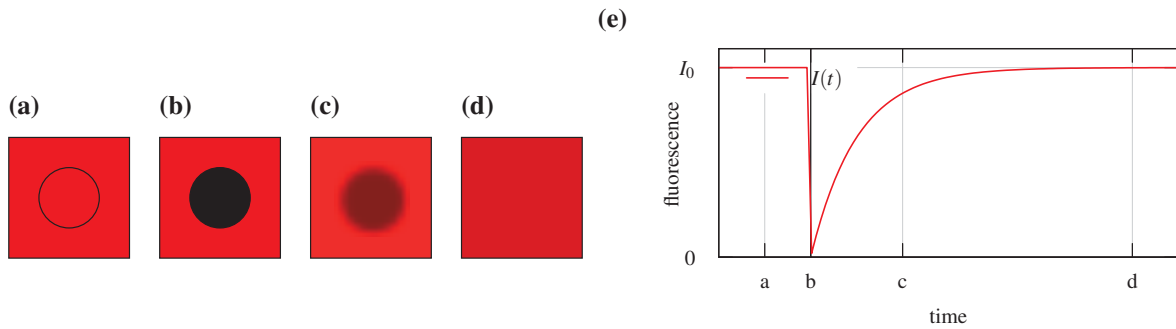 (e)
(a) (b) (c) (d)
I0
I(t)
fluorescence
0
a b c d
time